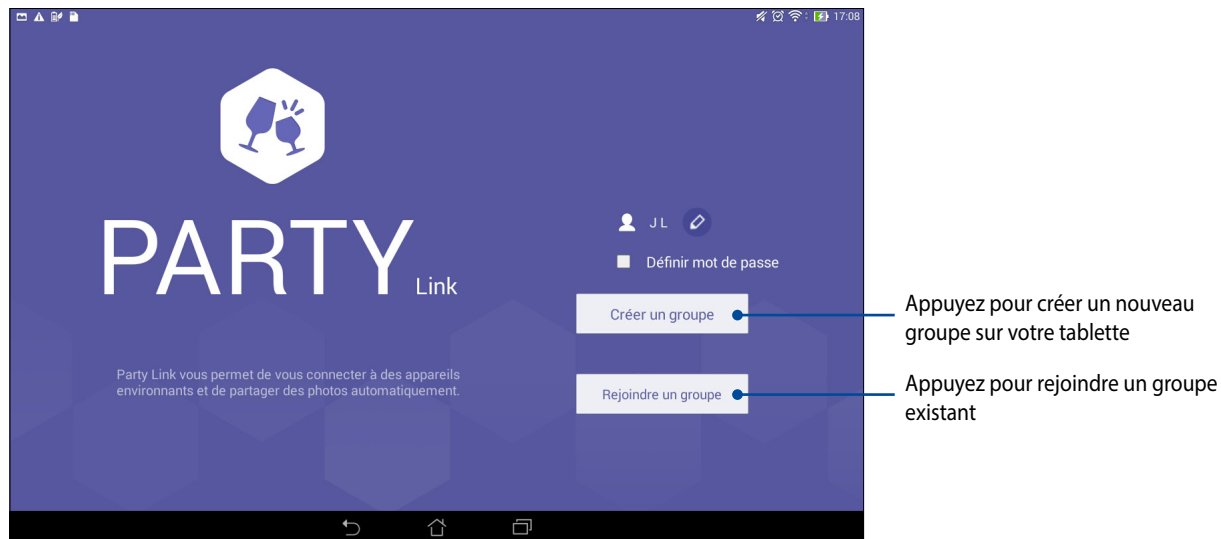 17:08
PARTY
Link
Party Link vous permet de vous connecter à des appareils
environnants et de partager des photos automatiquement.
J L
Définir mot de passe
Créer un groupe
Rejoindre un groupe
Appuyez pour créer un nouveau
groupe sur votre tablette
Appuyez pour rejoindre un groupe
existant